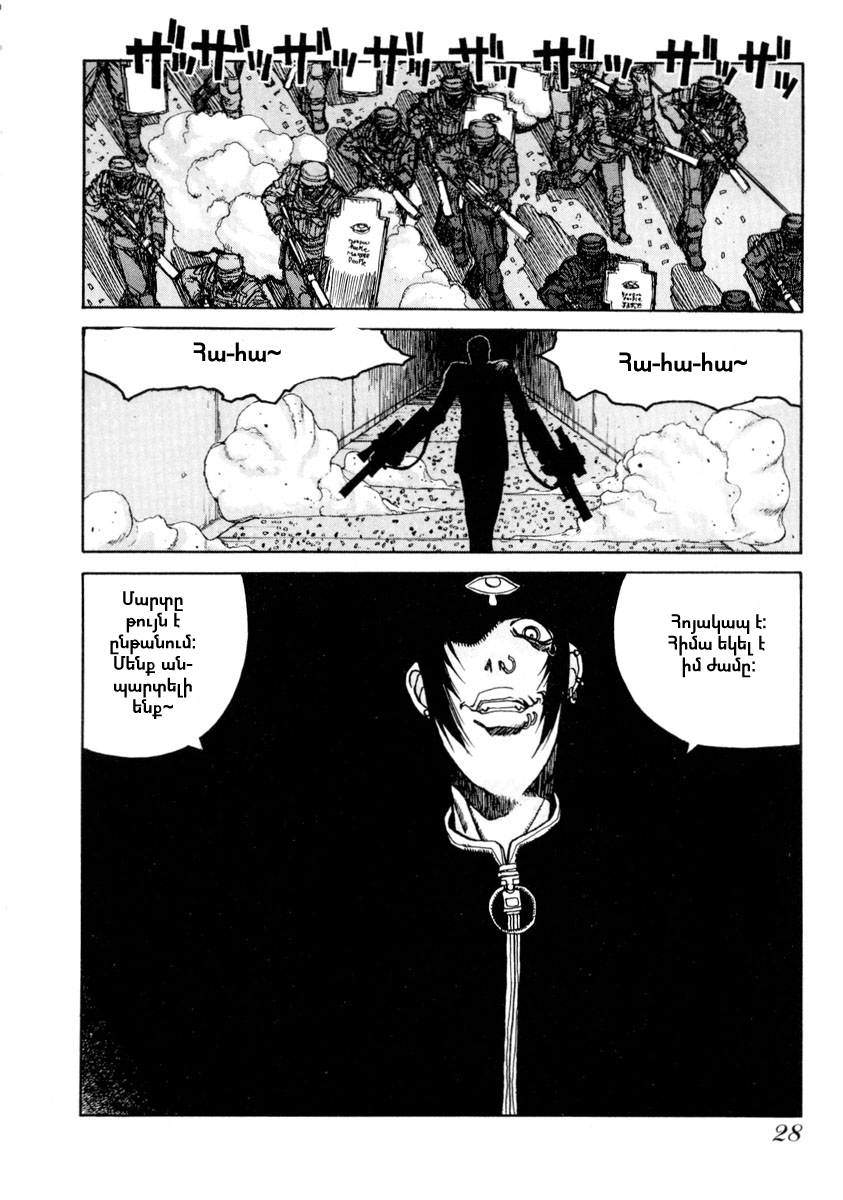 ザッザッザッザッ ザッ ザッ ザッザッ
Հա-հա-հա~
Հա-հա~
Հոյակապ է։
Հիմա եկել է
իմ ժամը։
Մարտը
թույն է
ընթանում։
Մենք ան-
պարտելի
ենք~
28